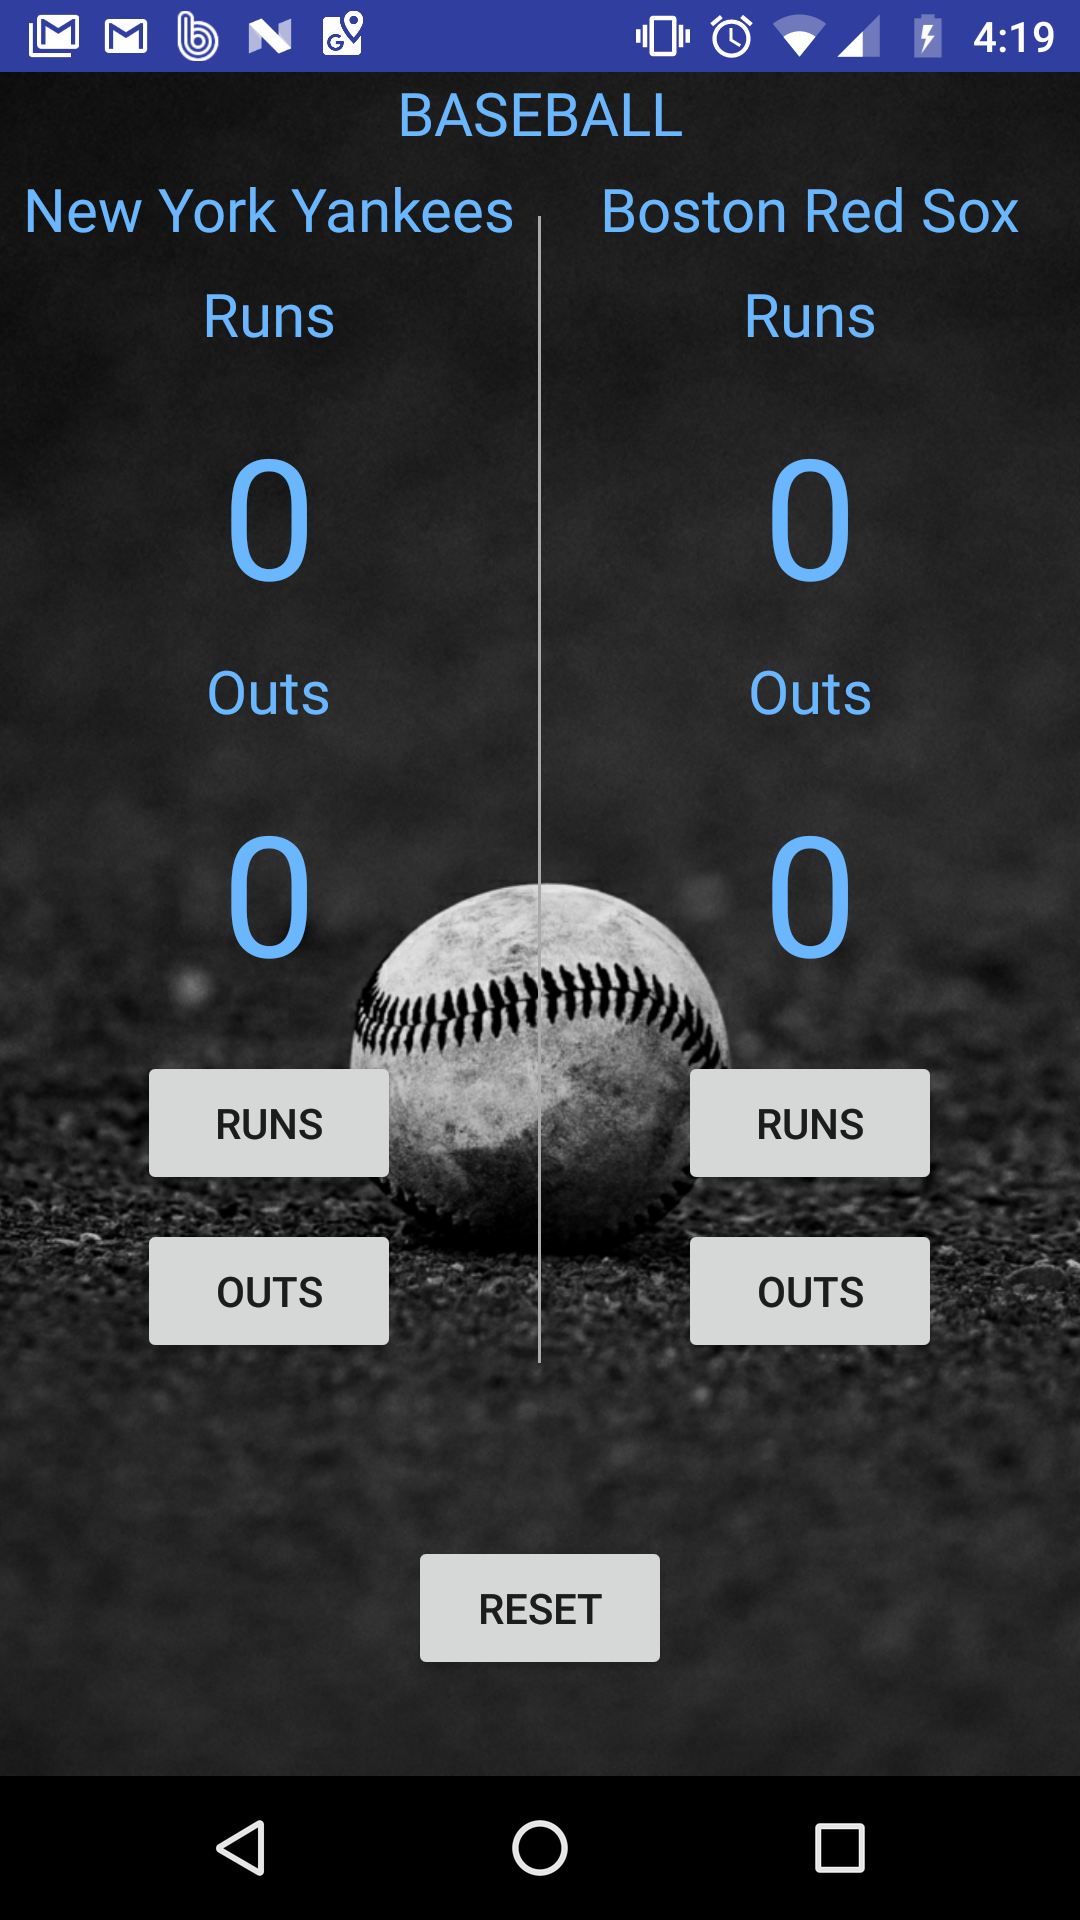 4:19
BASEBALL
New York Yankees
Boston Red Sox
Runs
Runs
0
0
Outs
Outs
0
0
RUNS
RUNS
OUTS
OUTS
RESET